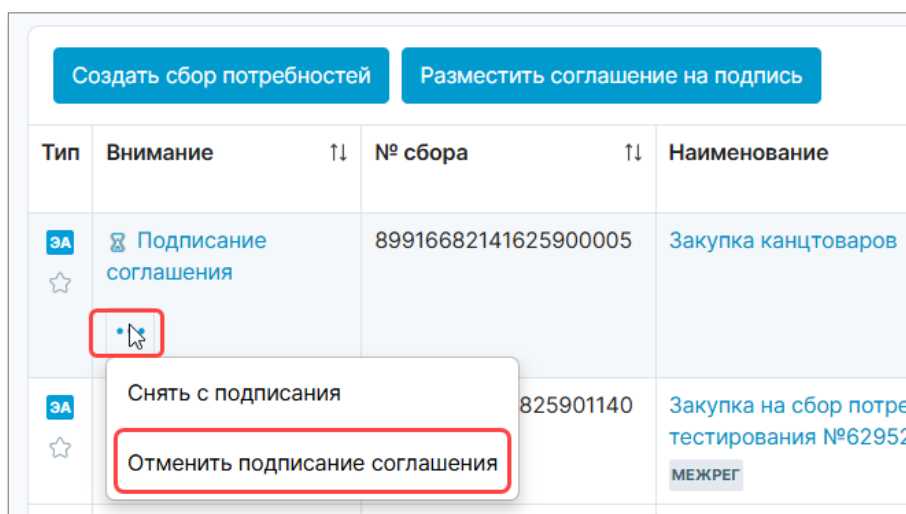 Создать сбор потребностей
Разместить соглашение на подпись
Тип
Внимание
№ сбора
Наименование
ЭА
Подписание
соглашения
89916682141625900005
Закупка канцтоваров
Снять с подписания
Отменить подписание соглашения
ЭА
825901140
Закупка на сбор потре
тестирования №62952
МЕЖРЕГ